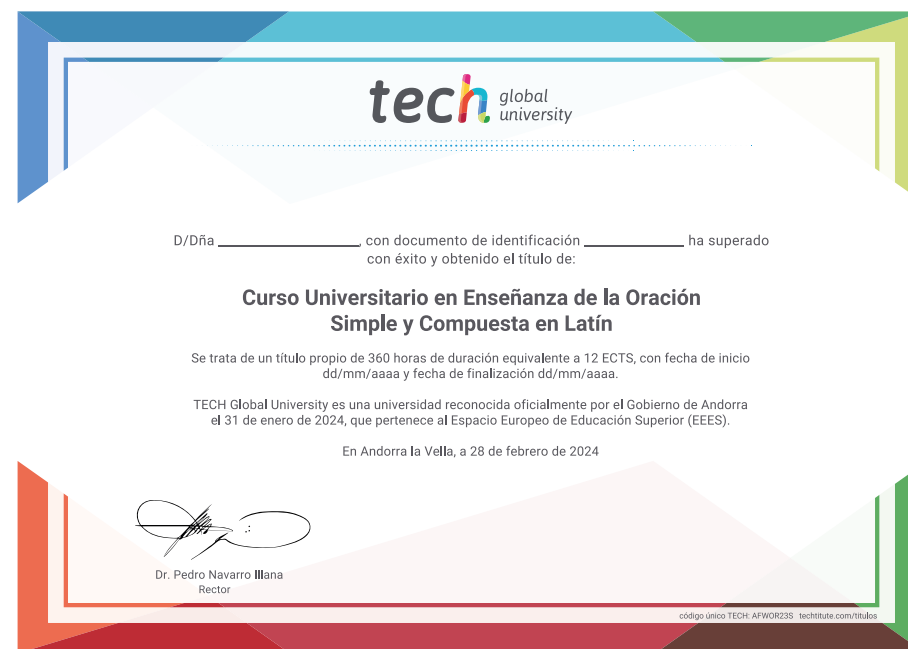 tech global
university
D/Dña ____________________, con documento de identificación ______________ ha superado
con éxito y obtenido el título de:
Curso Universitario en Enseñanza de la Oración
Simple y Compuesta en Latín
Se trata de un título propio de 360 horas de duración equivalente a 12 ECTS, con fecha de inicio
dd/mm/aaaa y fecha de finalización dd/mm/aaaa.
TECH Global University es una universidad reconocida oficialmente por el Gobierno de Andorra
el 31 de enero de 2024, que pertenece al Espacio Europeo de Educación Superior (EEES).
En Andorra la Vella, a 28 de febrero de 2024
Dr. Pedro Navarro Illana
Rector
código único TECH: AFWOR23S techtitute.com/titulos